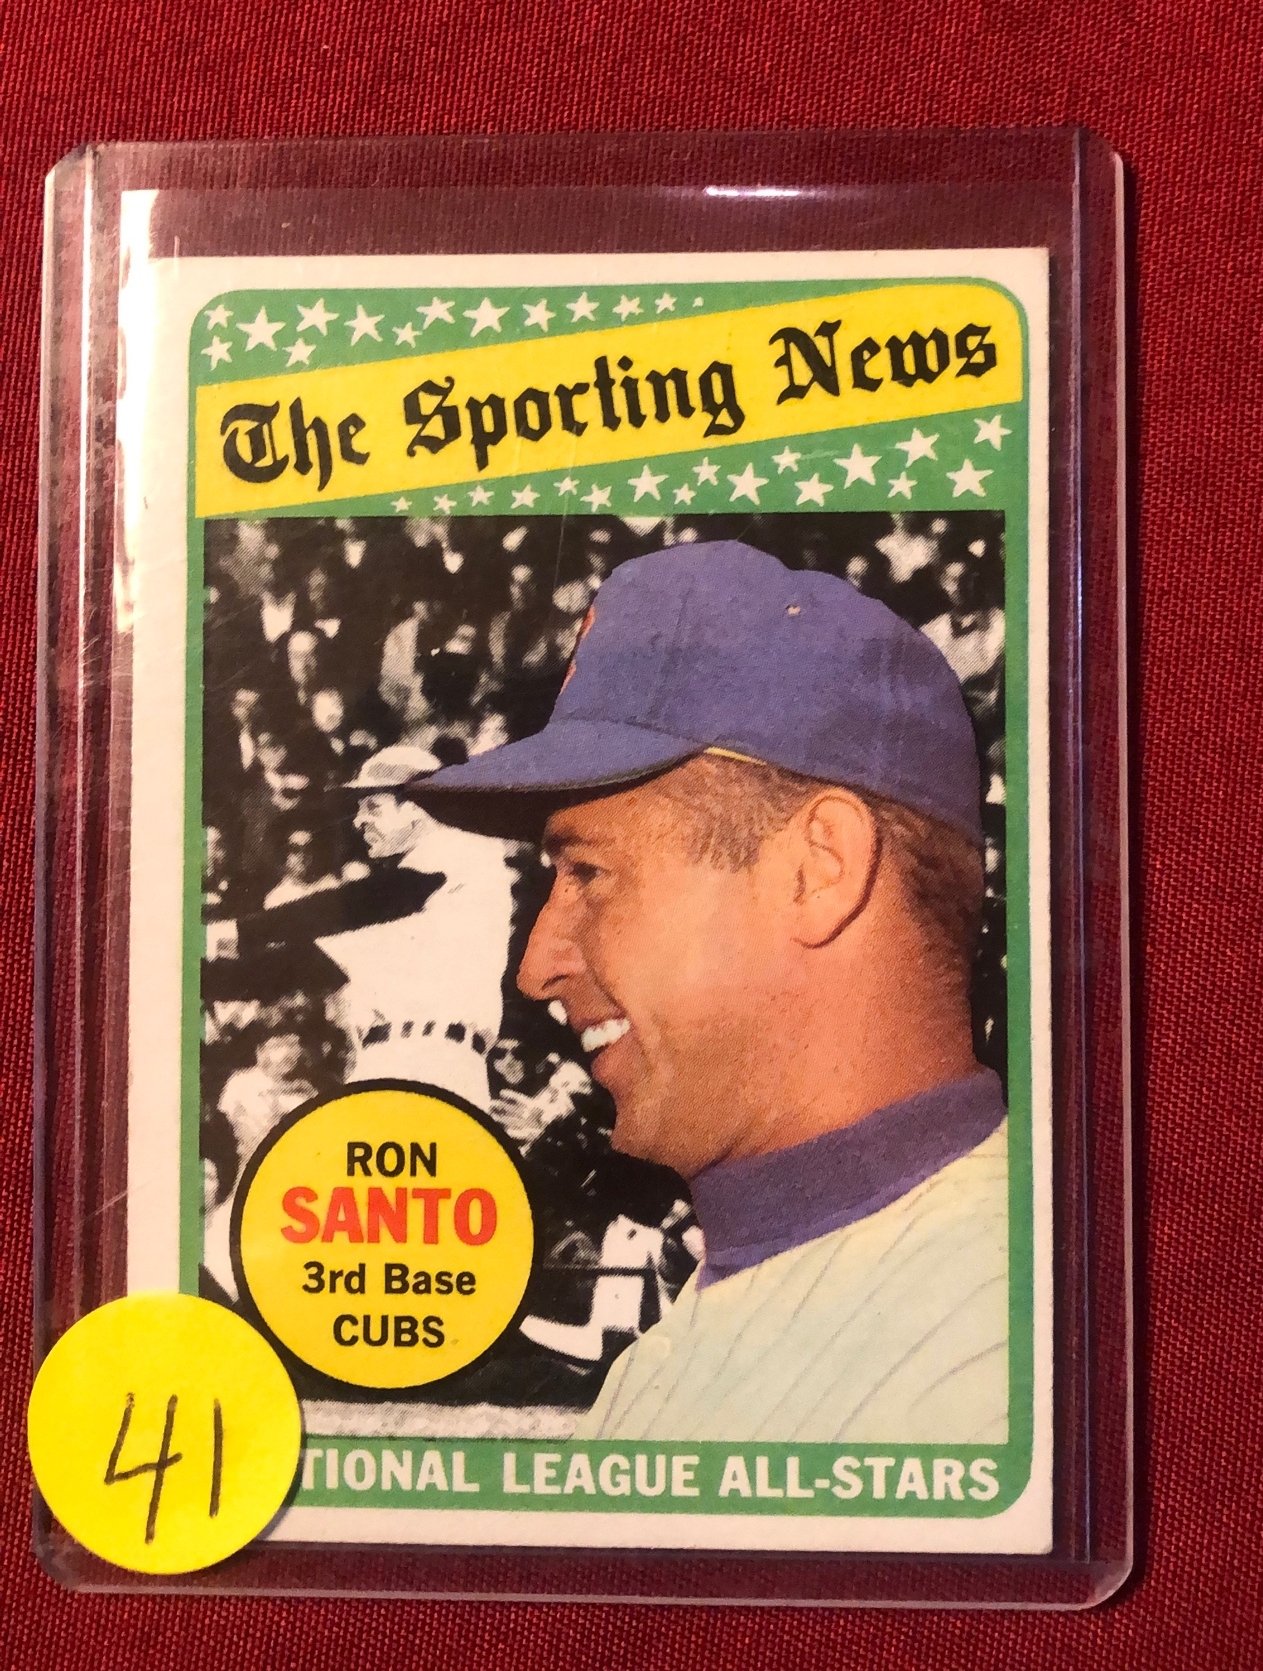 The Sporting News
RON
SANTO
3rd Base
CUBS
41
TIONAL LEAGUE ALL-STARS